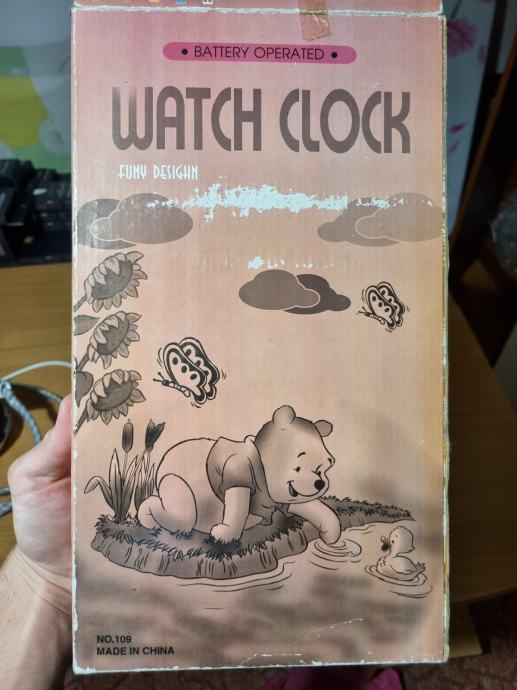 • BATTERY OPERATED •
WATCH CLOCK
FUNY DESIGHN
NO.109
MADE IN CHINA